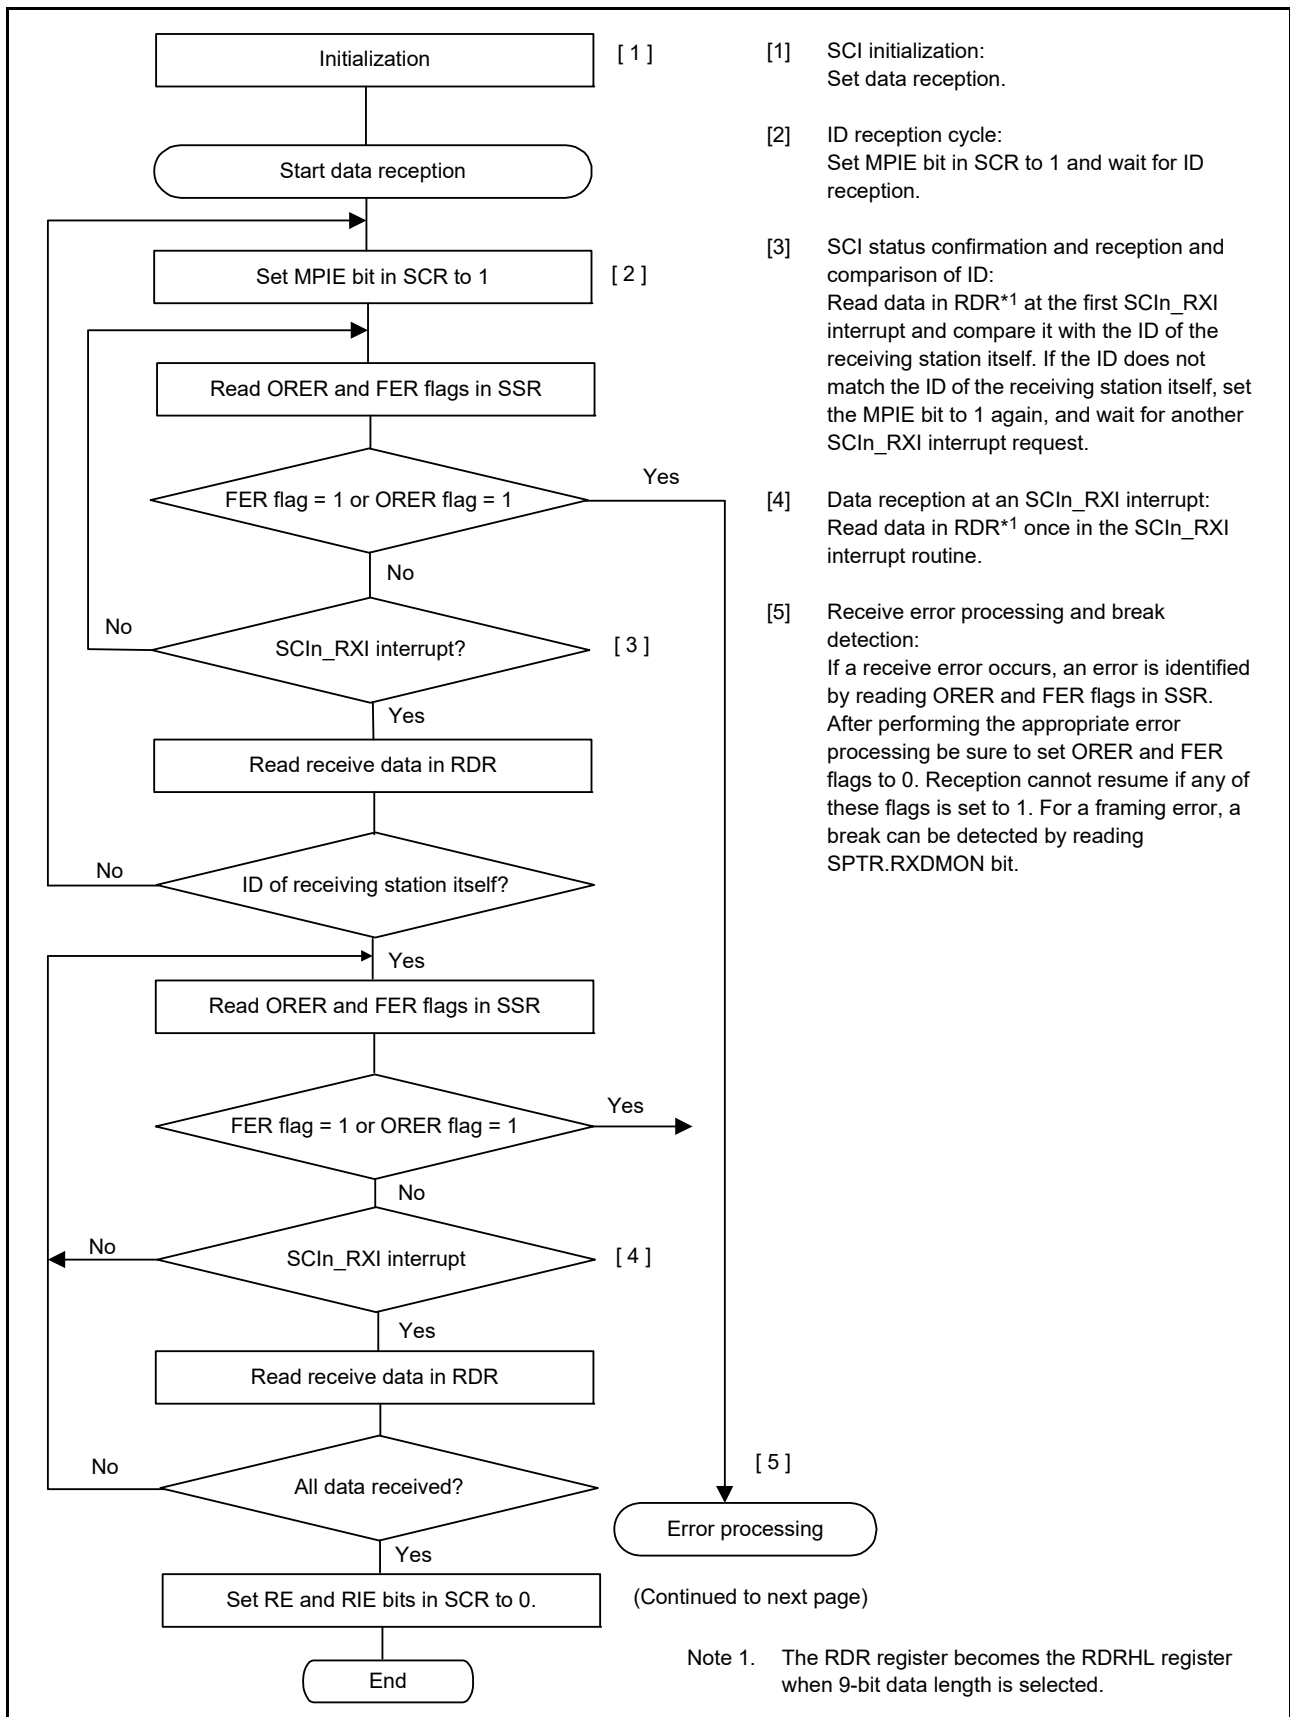 Initialization
[ 1 ]
Start data reception
Set MPIE bit in SCR to 1
[ 2 ]
Read ORER and FER flags in SSR
FER flag = 1 or ORER flag = 1
Yes
No
SCIn_RXI interrupt?
No
[ 3 ]
Yes
Read receive data in RDR
ID of receiving station itself?
No
Yes
Read ORER and FER flags in SSR
FER flag = 1 or ORER flag = 1
Yes
No
SCIn_RXI interrupt
No
[ 4 ]
Yes
Read receive data in RDR
All data received?
No
Yes
Set RE and RIE bits in SCR to 0.
End
[ 5 ]
Error processing
(Continued to next page)
[1] SCI initialization:
Set data reception.
[2] ID reception cycle:
Set MPIE bit in SCR to 1 and wait for ID
reception.
[3] SCI status confirmation and reception and
comparison of ID:
Read data in RDR*1 at the first SCIn_RXI
interrupt and compare it with the ID of the
receiving station itself. If the ID does not
match the ID of the receiving station itself, set
the MPIE bit to 1 again, and wait for another
SCIn_RXI interrupt request.
[4] Data reception at an SCIn_RXI interrupt:
Read data in RDR*1 once in the SCIn_RXI
interrupt routine.
[5] Receive error processing and break
detection:
If a receive error occurs, an error is identified
by reading ORER and FER flags in SSR.
After performing the appropriate error
processing be sure to set ORER and FER
flags to 0. Reception cannot resume if any of
these flags is set to 1. For a framing error, a
break can be detected by reading
SPTR.RXDMON bit.
Note 1. The RDR register becomes the RDRHL register
when 9-bit data length is selected.